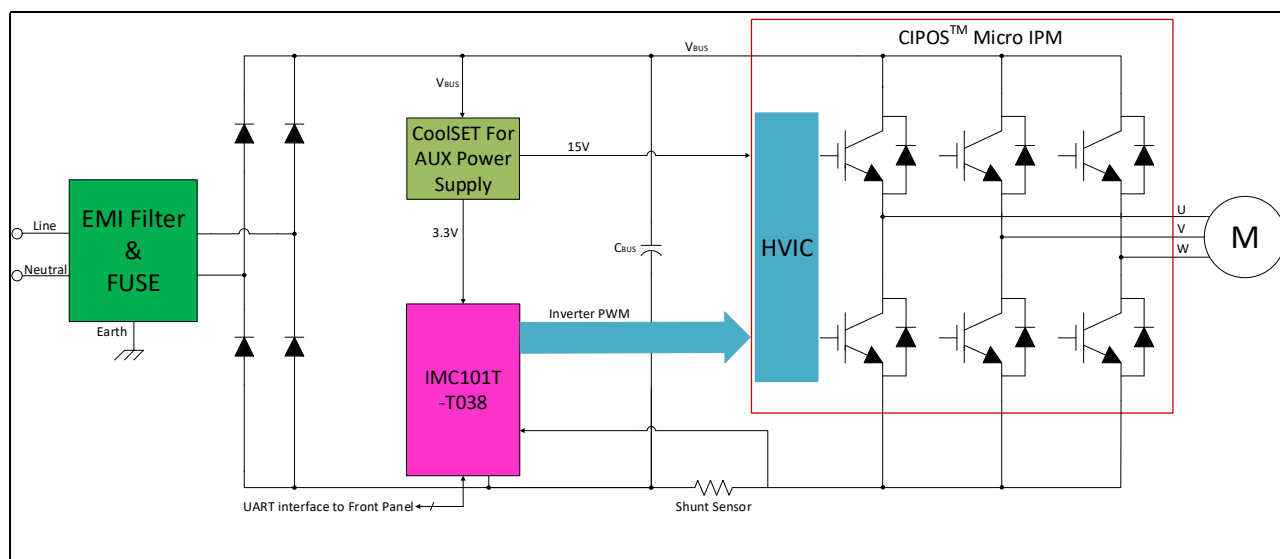 CIPOS™ Micro IPM
VBUS
VBUS
CoolSET For
AUX Power
Supply
15V
EMI Filter
&
FUSE
Line
Neutral
Earth
3.3V
CBUS
HVIC
U
V
W
M
Inverter PWM
IMC101T
-T038
UART interface to Front Panel
Shunt Sensor